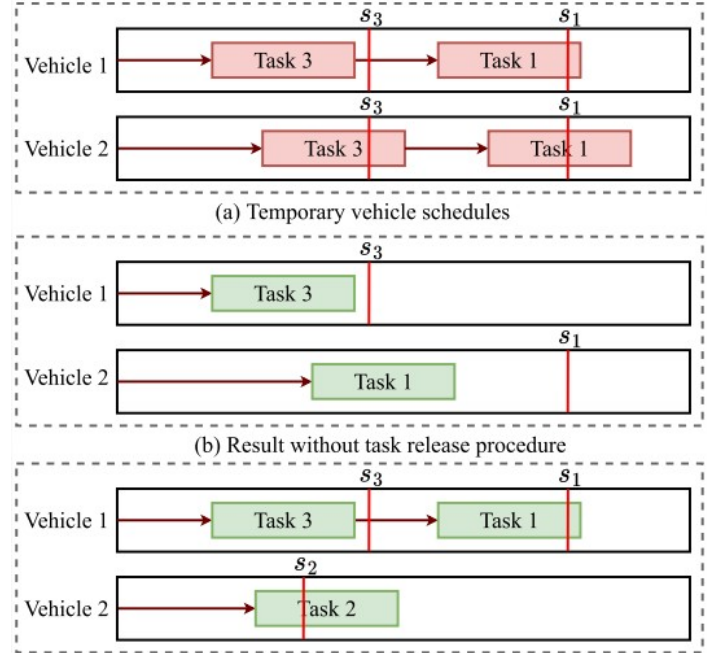 s₃ s₁
Vehicle 1 Task 3 Task 1
s₃ s₁
Vehicle 2 Task 3 Task 1
(a) Temporary vehicle schedules
s₃
Vehicle 1 Task 3
s₁
Vehicle 2 Task 1
(b) Result without task release procedure
s₃ s₁
Vehicle 1 Task 3 Task 1
s₂
Vehicle 2 Task 2